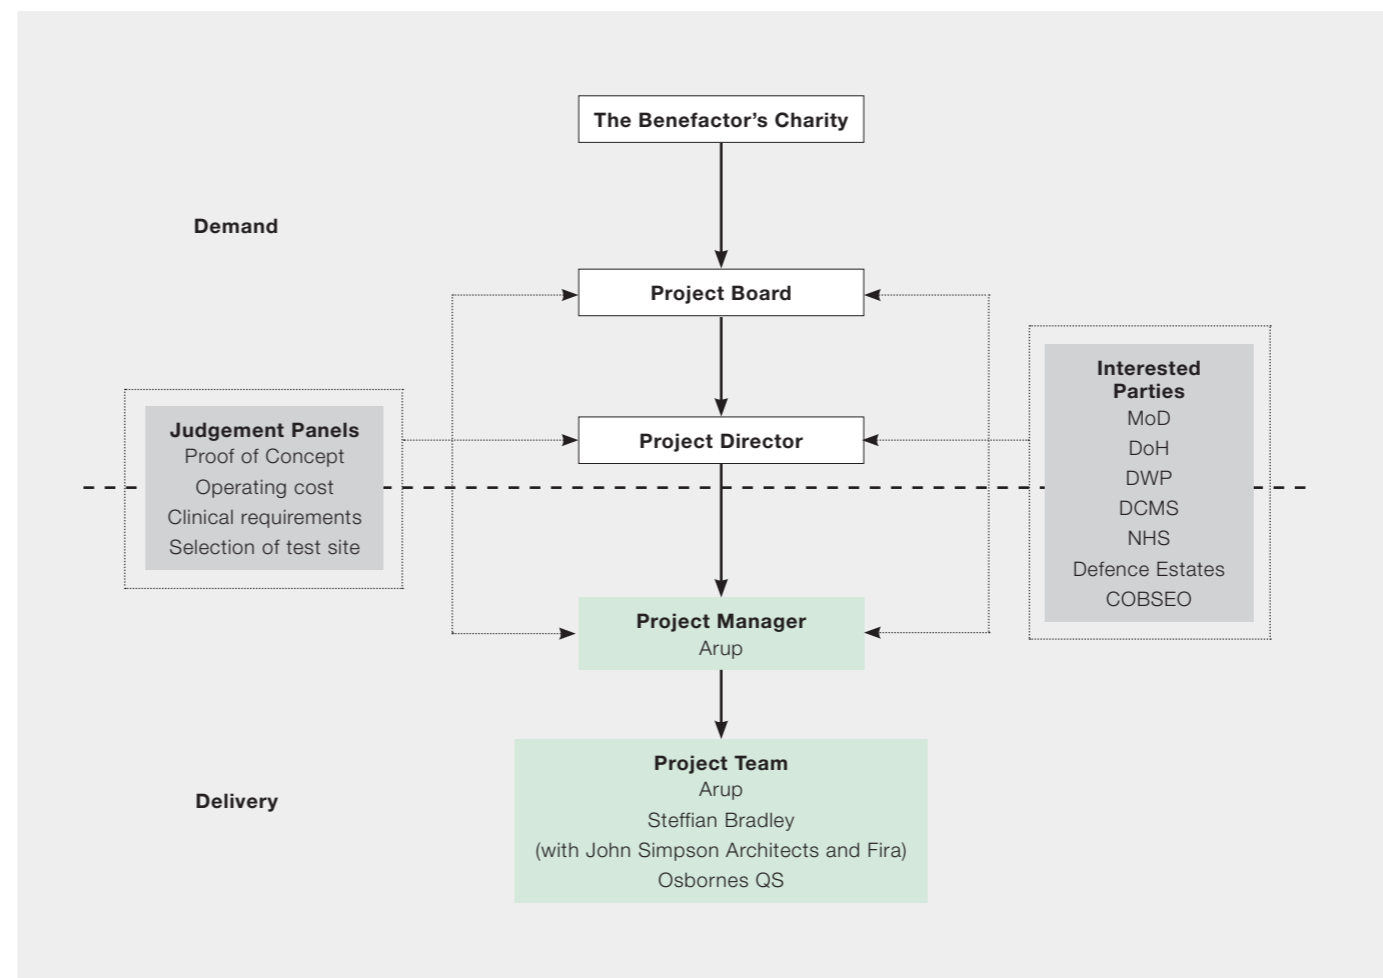 The Benefactor's Charity
Demand
Project Board
Project Director
Judgement Panels
Proof of Concept
Operating cost
Clinical requirements
Selection of test site
Interested
Parties
MoD
DoH
DWP
DCMS
NHS
Defence Estates
COBSEO
Project Manager
Arup
Delivery
Project Team
Arup
Steffian Bradley
(with John Simpson Architects and Fira)
Osbornes QS